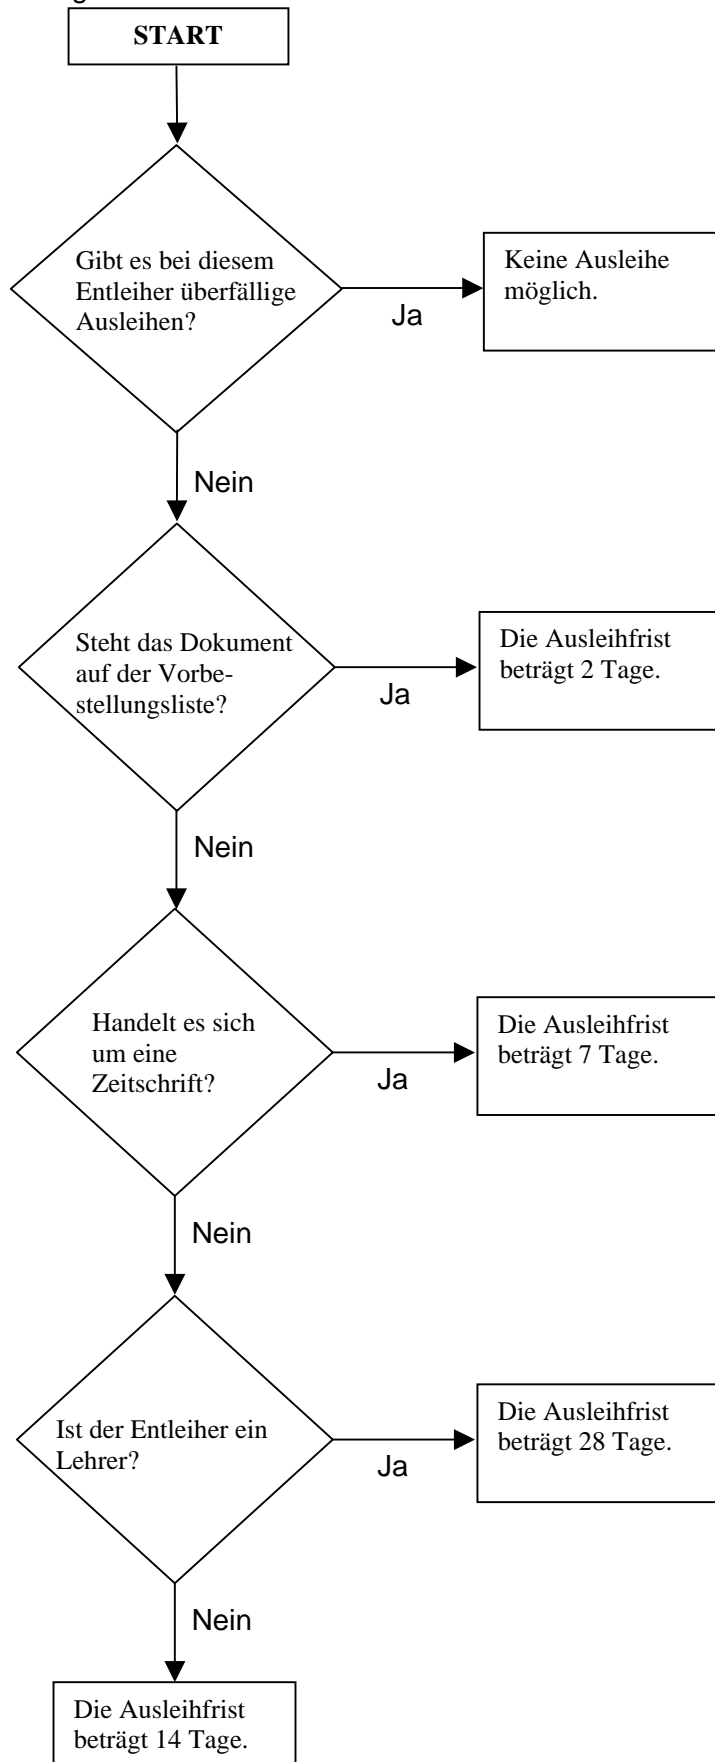 START
Gibt es bei diesem
Entleiher überfällige
Ausleihen?
Ja
Keine Ausleihe
möglich.
Nein
Steht das Dokument
auf der Vorbe-
stellungsliste?
Ja
Die Ausleihfrist
beträgt 2 Tage.
Nein
Handelt es sich
um eine
Zeitschrift?
Ja
Die Ausleihfrist
beträgt 7 Tage.
Nein
Ist der Entleiher ein
Lehrer?
Ja
Die Ausleihfrist
beträgt 28 Tage.
Nein
Die Ausleihfrist
beträgt 14 Tage.